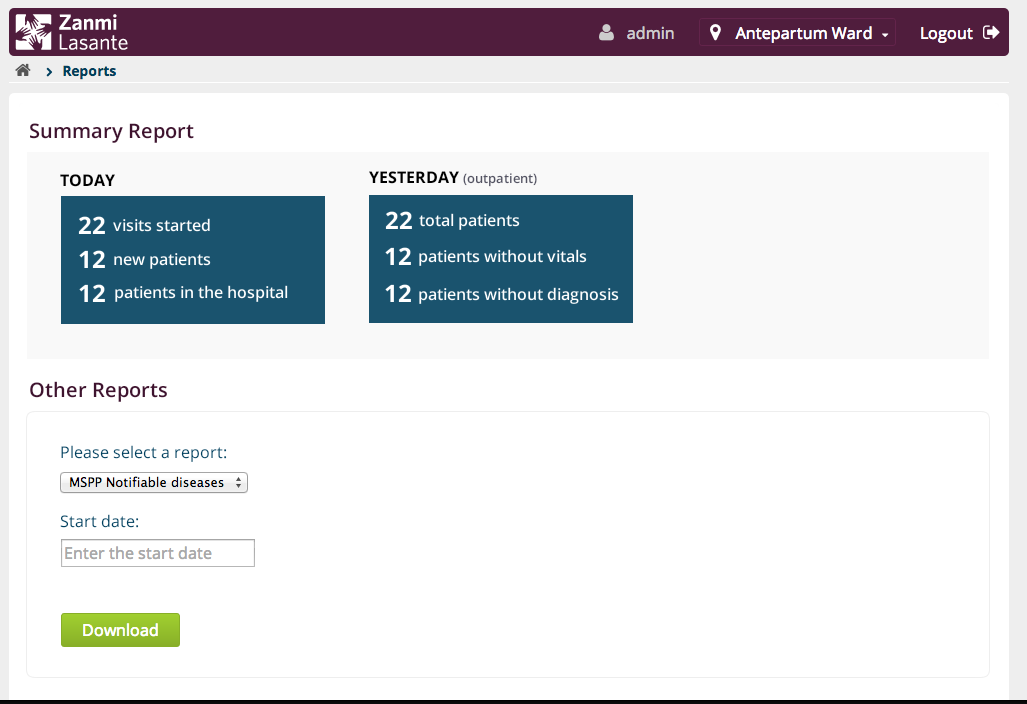 Zanmi
Lasante
admin
Antepartum Ward
Logout
Reports
Summary Report
TODAY
22 visits started
12 new patients
12 patients in the hospital
YESTERDAY (outpatient)
22 total patients
12 patients without vitals
12 patients without diagnosis
Other Reports
Please select a report:
MSPP Notifiable diseases
Start date:
Enter the start date
Download